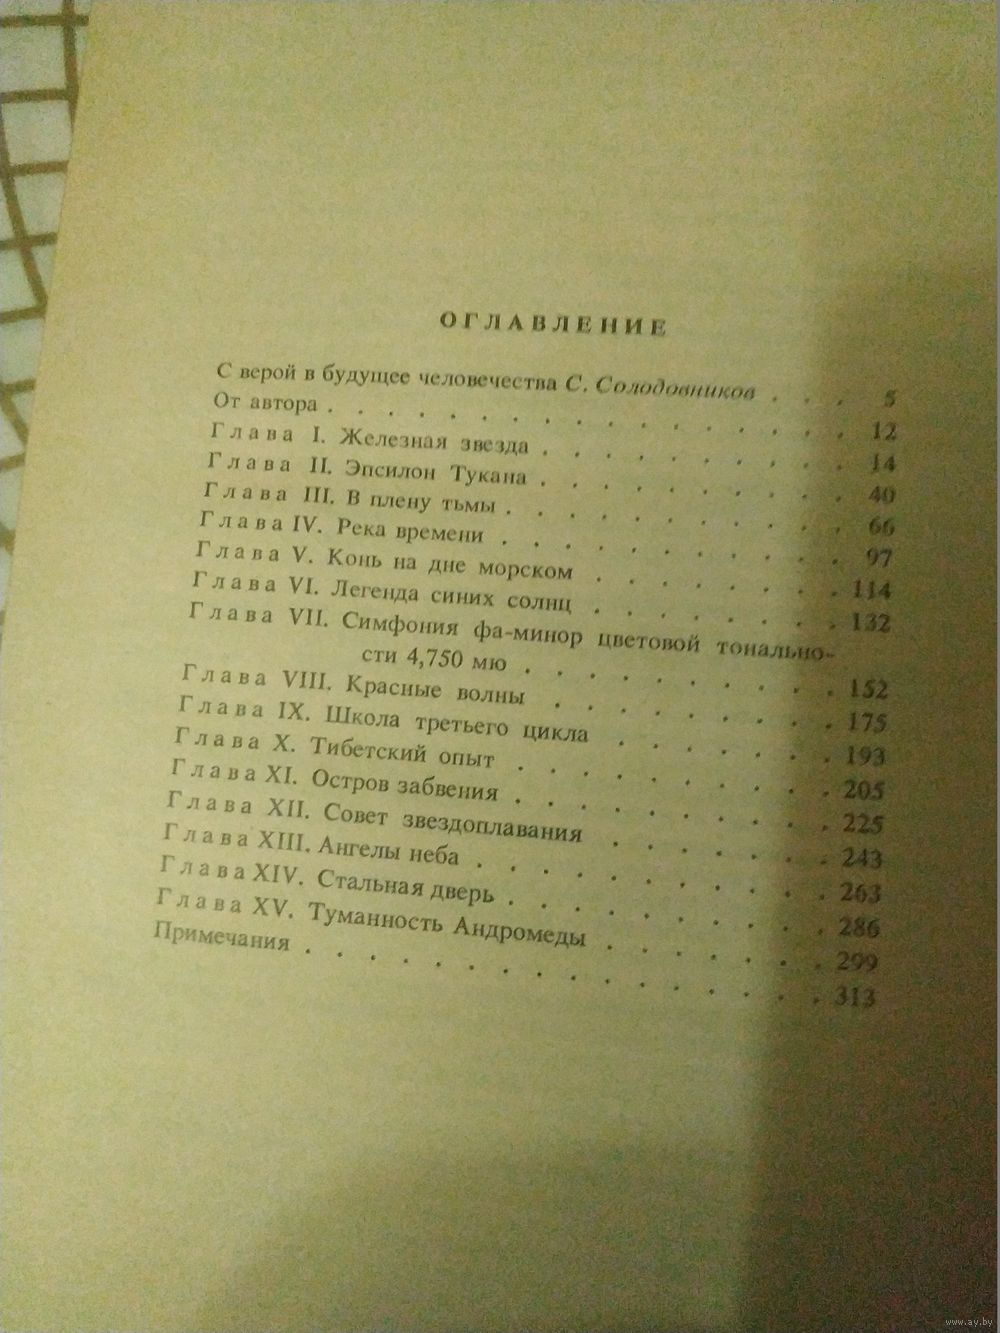 ОГЛАВЛЕНИЕ
С верой в будущее человечества С. Солодовников . . . 5
От автора . . . . . . . . . . . . . . . . 12
Глава I. Железная звезда . . . . . . . . . . 14
Глава II. Эпсилон Тукана . . . . . . . . . . 40
Глава III. В плену тьмы . . . . . . . . . . . 66
Глава IV. Река времени . . . . . . . . . . . 97
Глава V. Конь на дне морском . . . . . . . . 114
Глава VI. Легенда синих солнц . . . . . . . . 132
Глава VII. Симфония фа-минор цветовой тонально-
сти 4,750 мю . . . . . . . . . . 152
Глава VIII. Красные волны . . . . . . . . . 175
Глава IX. Школа третьего цикла . . . . . . . 193
Глава X. Тибетский опыт . . . . . . . . . . 205
Глава XI. Остров забвения . . . . . . . . . . 225
Глава XII. Совет звездоплавания . . . . . . . 243
Глава XIII. Ангелы неба . . . . . . . . . . . 263
Глава XIV. Стальная дверь . . . . . . . . . . 286
Глава XV. Туманность Андромеды . . . . . . . 299
Примечания . . . . . . . . . . . . . . . . 313
www.ay.by